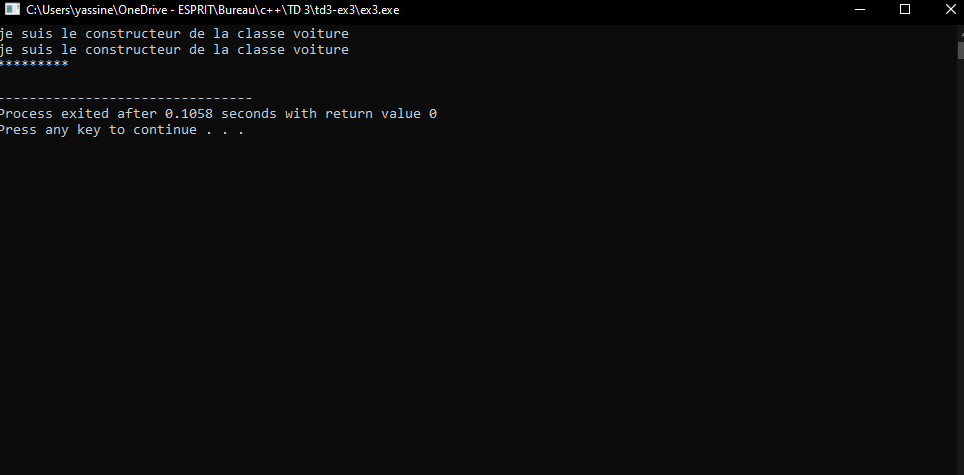 C:\Users\yassine\OneDrive - ESPRIT\Bureau\c++\TD 3\td3-ex3\ex3.exe
je suis le constructeur de la classe voiture
je suis le constructeur de la classe voiture
*********
--------------------------------
Process exited after 0.1058 seconds with return value 0
Press any key to continue . . .